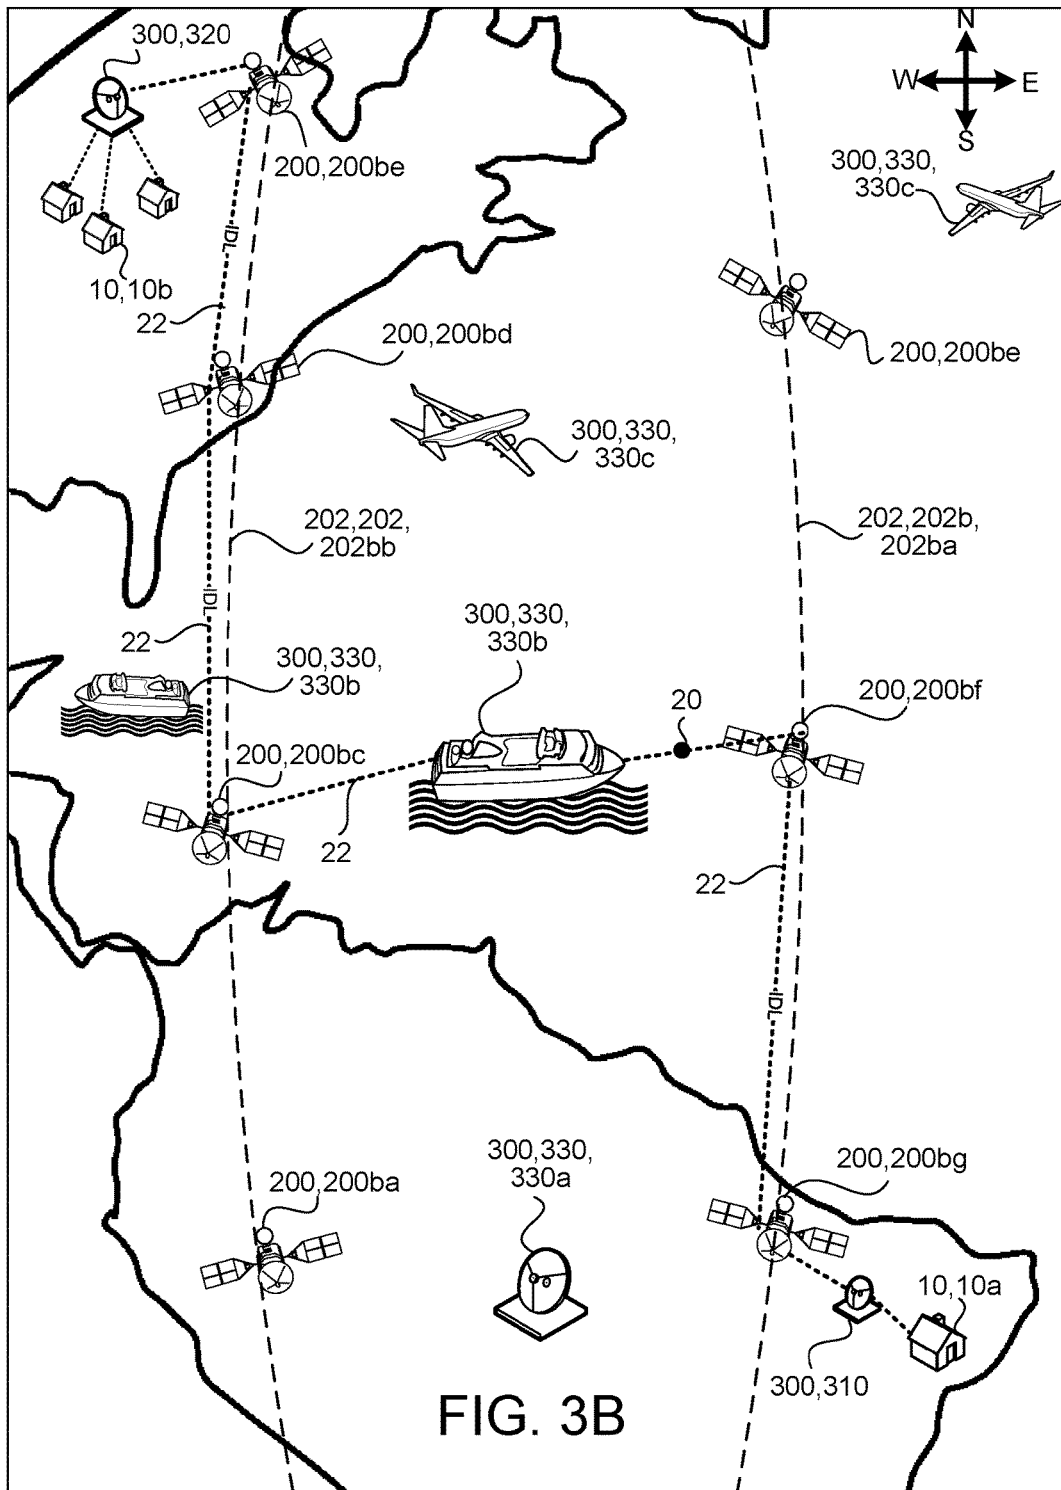 300,320
N
W
E
S
200,200be
300,330,
330c
IDL
10,10b
22
200,200bd
200,200be
300,330,
330c
202,202,
202bb
202,202b,
202ba
IDL
22
300,330,
330b
300,330,
330b
20
200,200bf
200,200bc
22
22
IDL
300,330,
330a
200,200bg
200,200ba
10,10a
300,310
FIG. 3B